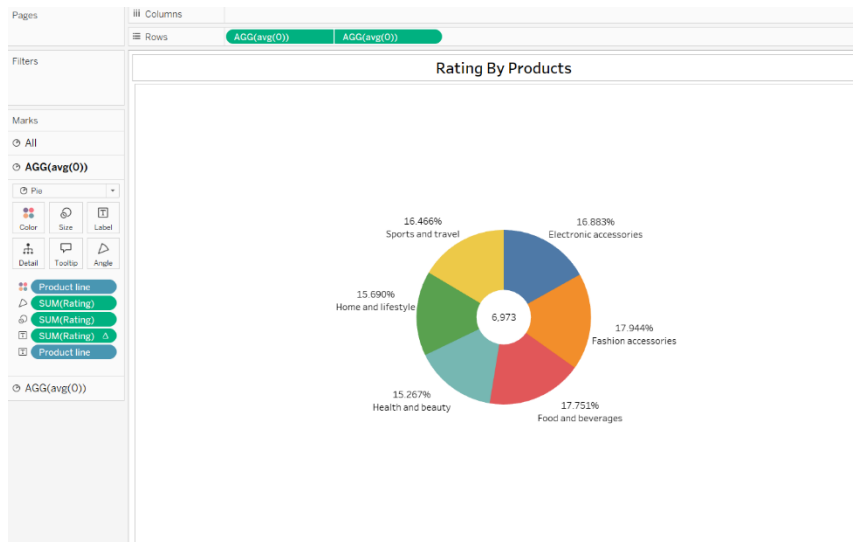 Pages
Columns
Rows
AGG(avg(0)) AGG(avg(0))
Filters
Rating By Products
Marks
All
AGG(avg(0))
Pie
Color Size Label
Detail Tooltip Angle
Product line
SUM(Rating)
SUM(Rating)
SUM(Rating)
Product line
AGG(avg(0))
16.466%
Sports and travel
16.883%
Electronic accessories
15.690%
Home and lifestyle
6,973
17.944%
Fashion accessories
15.267%
Health and beauty
17.751%
Food and beverages